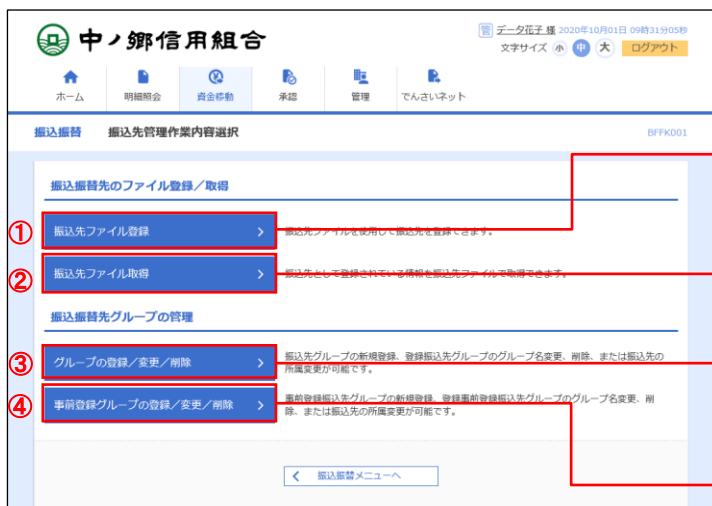 中ノ郷信用組合
管 データ花子 様 2020年10月01日 09時31分05秒
文字サイズ 小 中 大 ログアウト
ホーム 明細照会 資金移動 承認 管理 でんさいネット
振込振替 振込先管理作業内容選択 BFFK001
振込振替先のファイル登録／取得
① 振込先ファイル登録 振込先ファイルを使用して振込先を登録できます。
② 振込先ファイル取得 振込先として登録されている情報を振込先ファイルで取得できます。
振込振替先グループの管理
③ グループの登録／変更／削除 振込先グループの新規登録、登録振込先グループのグループ名変更、削除、または振込先の
所属変更が可能です。
④ 事前登録グループの登録／変更／削除 事前登録振込先グループの新規登録、登録事前登録振込先グループのグループ名変更、削
除、または振込先の所属変更が可能です。
振込振替メニューへ